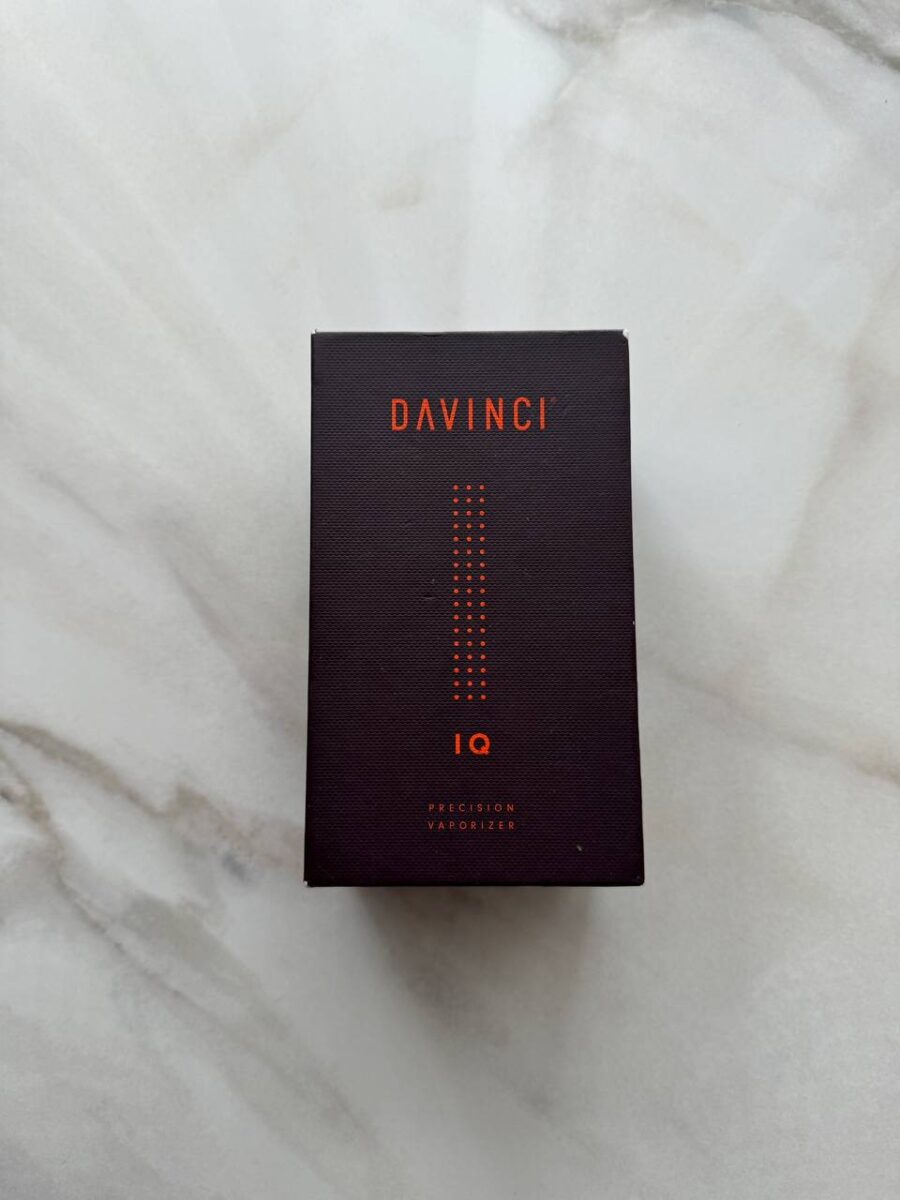 DAVINCI
IQ
PRECISION
VAPORIZER